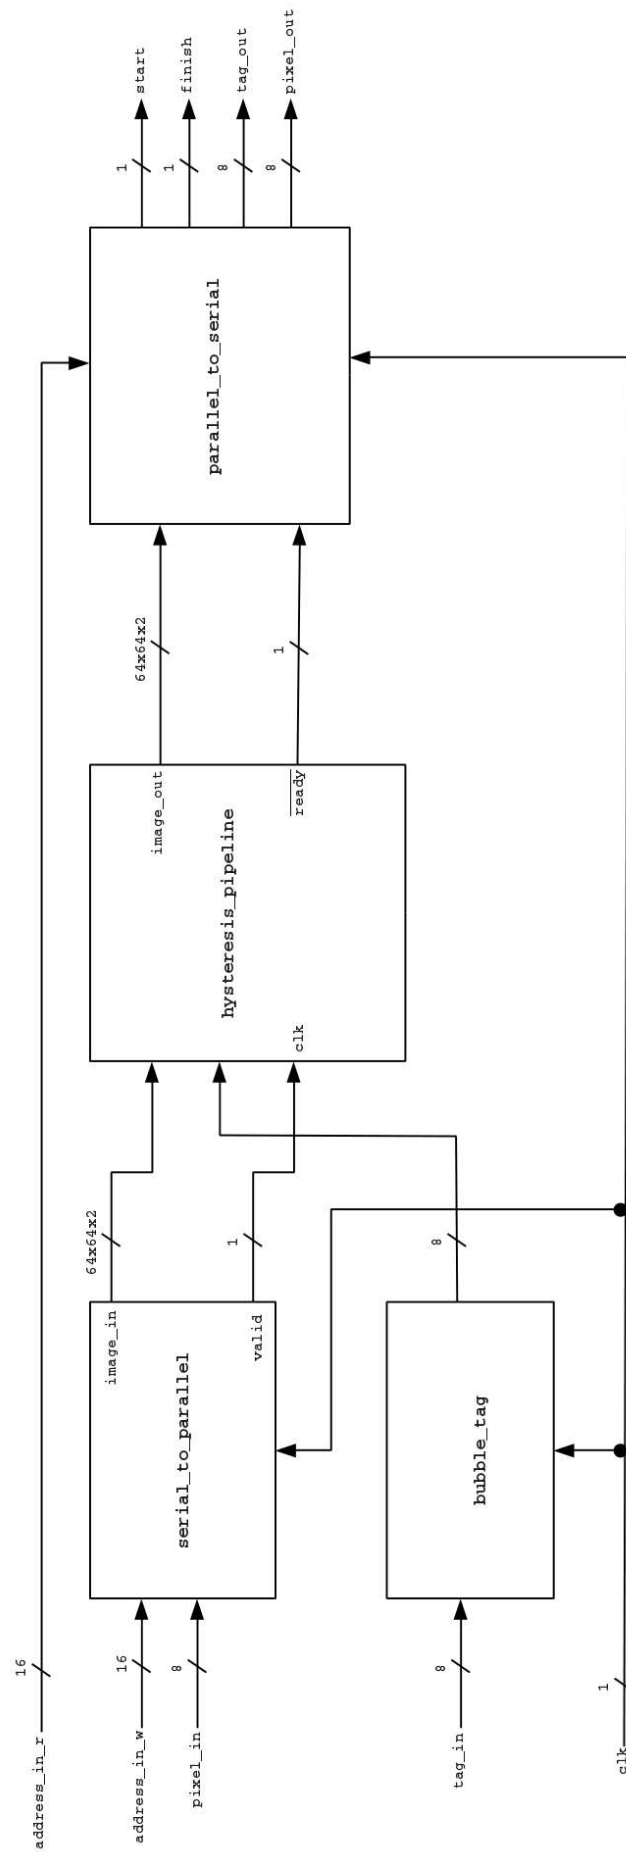 address_in_r
16
address_in_w
16
pixel_in
8
serial_to_parallel
image_in
valid
64x64x2
1
tag_in
8
bubble_tag
8
clk
1
hysteresis_pipeline
clk
image_out
ready
64x64x2
1
parallel_to_serial
1
start
1
finish
8
tag_out
8
pixel_out